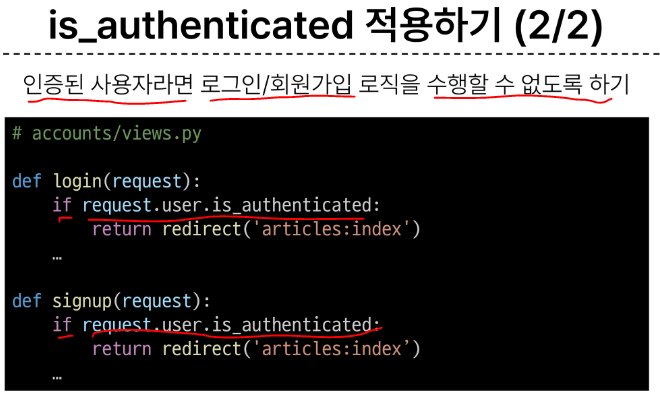 is_authenticated 적용하기 (2/2)
인증된 사용자라면 로그인/회원가입 로직을 수행할 수 없도록 하기
# accounts/views.py
def login(request):
    if request.user.is_authenticated:
        return redirect('articles:index')
    …
def signup(request):
    if request.user.is_authenticated:
        return redirect('articles:index’)
    …